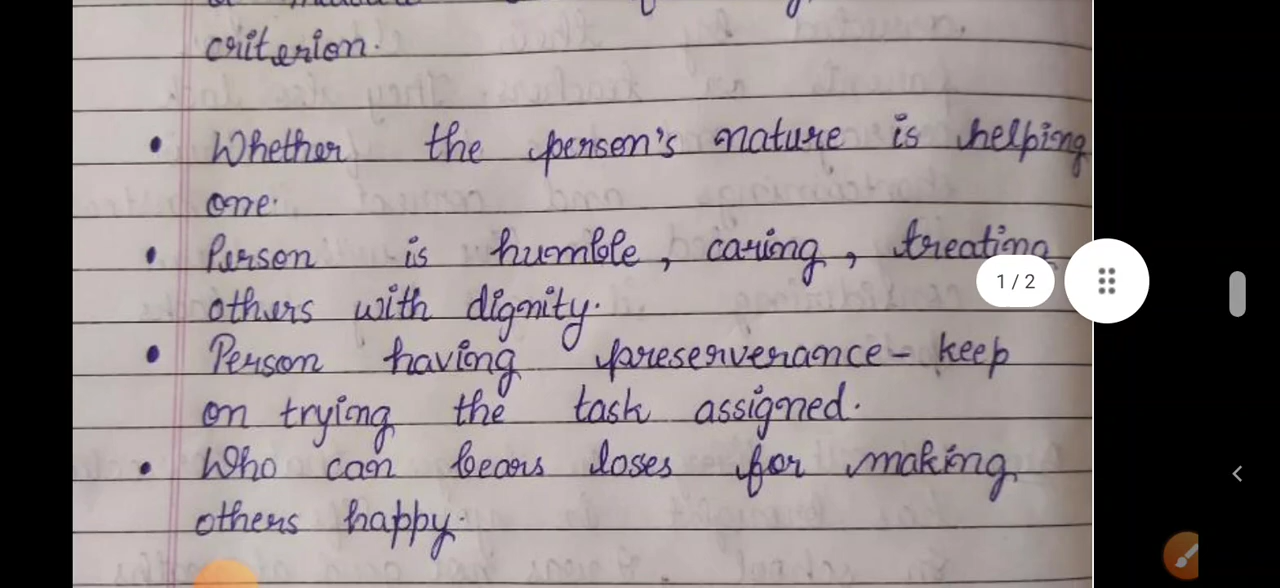 criterion.
• Whether the person's nature is helping
one.
• Person is humble, caring, treating
others with dignity.
1/2
• Person having preserverance- keep
on trying the task assigned.
• Who can bears loses for making
others happy.